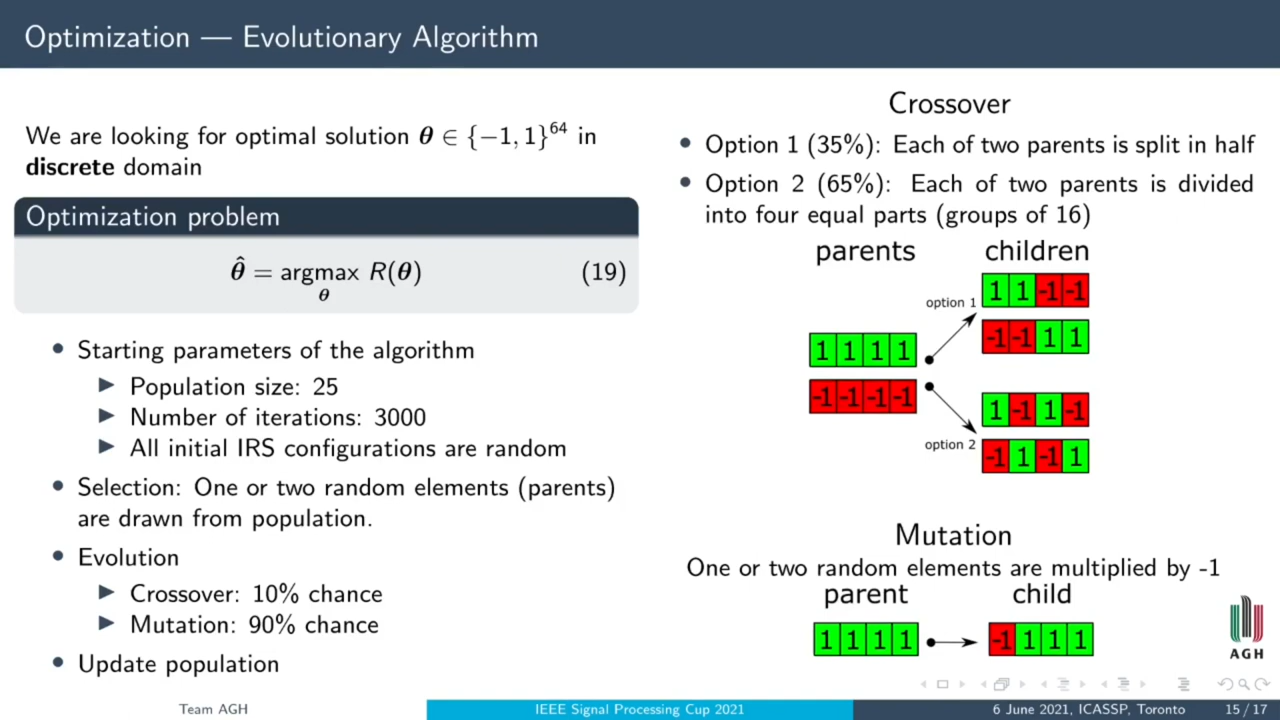 Optimization — Evolutionary Algorithm
We are looking for optimal solution θ ∈ {−1, 1}^64 in
discrete domain
Optimization problem
θ̂ = argmax R(θ) (19)
θ
• Starting parameters of the algorithm
▶ Population size: 25
▶ Number of iterations: 3000
▶ All initial IRS configurations are random
• Selection: One or two random elements (parents)
are drawn from population.
• Evolution
▶ Crossover: 10% chance
▶ Mutation: 90% chance
• Update population
Crossover
• Option 1 (35%): Each of two parents is split in half
• Option 2 (65%): Each of two parents is divided
into four equal parts (groups of 16)
parents children
option 1
1 1 -1 -1
-1 -1 1 1
1 1 1 1
-1 -1 -1 -1
option 2
1 -1 1 -1
-1 1 -1 1
Mutation
One or two random elements are multiplied by -1
parent child
1 1 1 1 -1 1 1 1
AGH
Team AGH IEEE Signal Processing Cup 2021 6 June 2021, ICASSP, Toronto 15 / 17